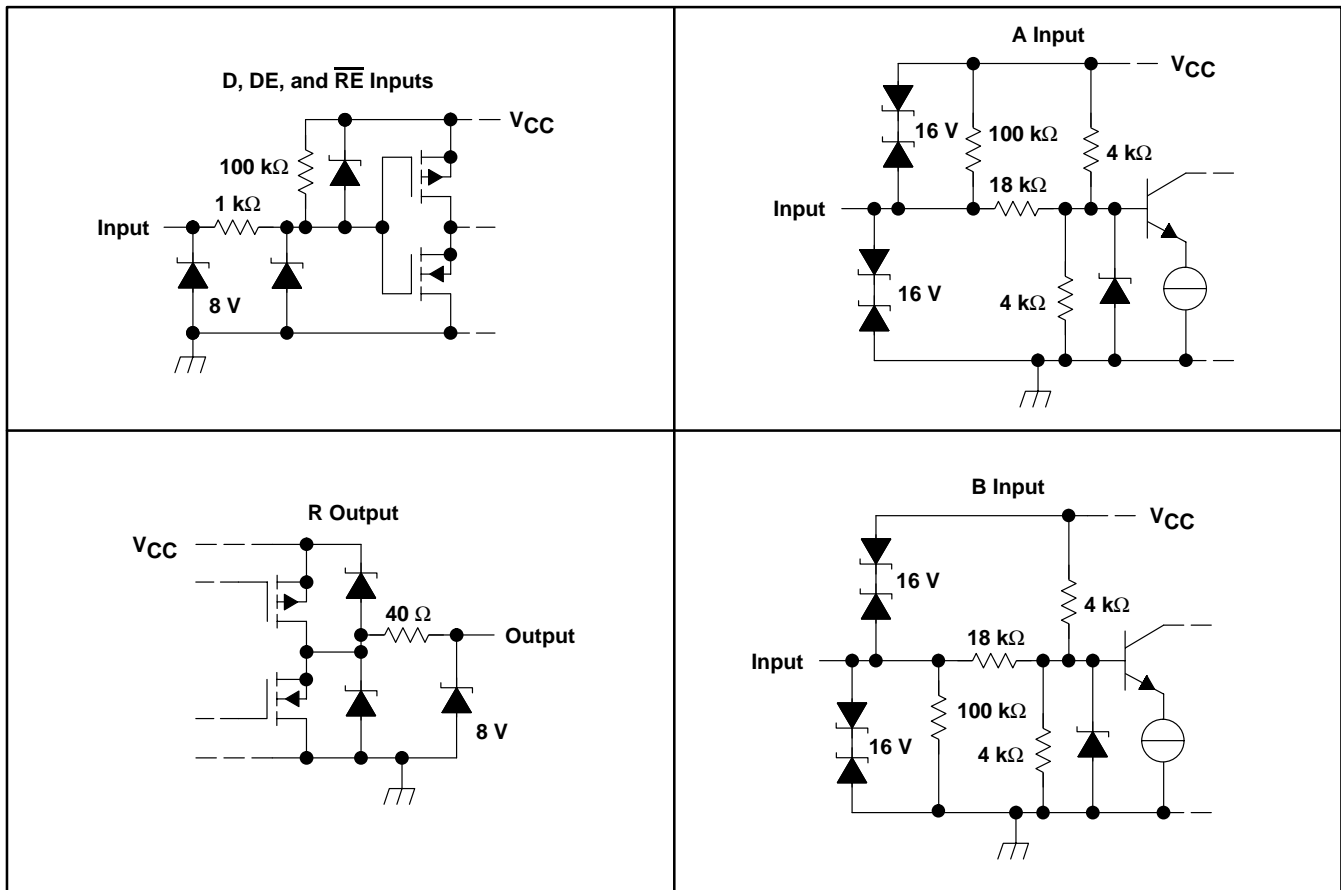 D, DE, and R̅E̅ Inputs
VCC
100 kΩ
1 kΩ
Input
8 V
A Input
VCC
16 V
100 kΩ
4 kΩ
18 kΩ
Input
16 V
4 kΩ
R Output
VCC
40 Ω
Output
8 V
B Input
VCC
16 V
4 kΩ
18 kΩ
Input
100 kΩ
16 V
4 kΩ